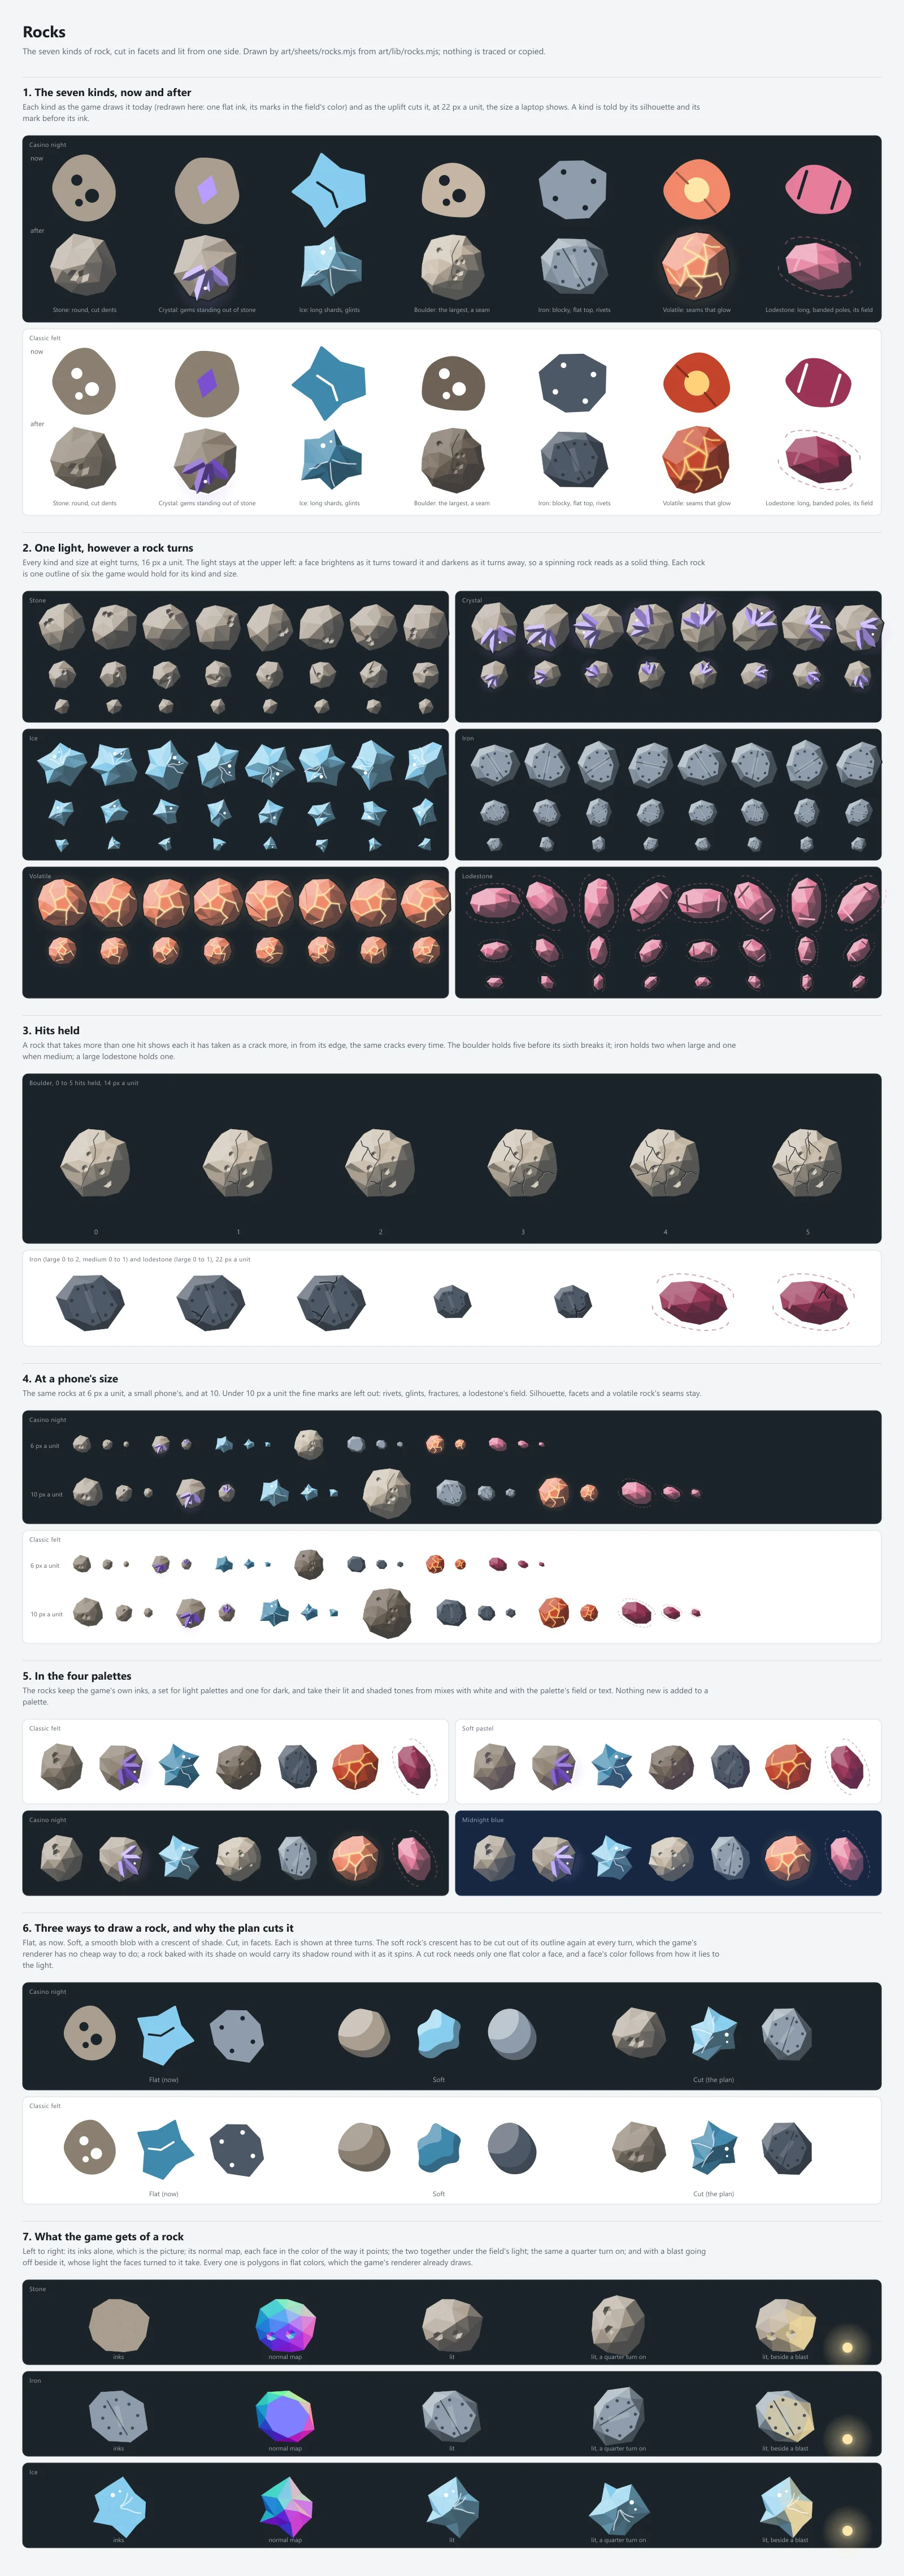 Rocks
The seven kinds of rock, cut in facets and lit from one side. Drawn by art/sheets/rocks.mjs from art/lib/rocks.mjs; nothing is traced or copied.
1. The seven kinds, now and after
Each kind as the game draws it today (redrawn here: one flat ink, its marks in the field's color) and as the uplift cuts it, at 22 px a unit, the size a laptop shows. A kind is told by its silhouette and its
mark before its ink.
Casino night
now
after
Stone: round, cut dents
Crystal: gems standing out of stone
Ice: long shards, glints
Boulder: the largest, a seam
Iron: blocky, flat top, rivets
Volatile: seams that glow
Lodestone: long, banded poles, its field
Classic felt
now
after
Stone: round, cut dents
Crystal: gems standing out of stone
Ice: long shards, glints
Boulder: the largest, a seam
Iron: blocky, flat top, rivets
Volatile: seams that glow
Lodestone: long, banded poles, its field
2. One light, however a rock turns
Every kind and size at eight turns, 16 px a unit. The light stays at the upper left: a face brightens as it turns toward it and darkens as it turns away, so a spinning rock reads as a solid thing. Each rock
is one outline of six the game would hold for its kind and size.
Stone
Crystal
Ice
Iron
Volatile
Lodestone
3. Hits held
A rock that takes more than one hit shows each it has taken as a crack more, in from its edge, the same cracks every time. The boulder holds five before its sixth breaks it; iron holds two when large and one
when medium; a large lodestone holds one.
Boulder, 0 to 5 hits held, 14 px a unit
0
1
2
3
4
5
Iron (large 0 to 2, medium 0 to 1) and lodestone (large 0 to 1), 22 px a unit
4. At a phone's size
The same rocks at 6 px a unit, a small phone's, and at 10. Under 10 px a unit the fine marks are left out: rivets, glints, fractures, a lodestone's field. Silhouette, facets and a volatile rock's seams stay.
Casino night
6 px a unit
10 px a unit
Classic felt
6 px a unit
10 px a unit
5. In the four palettes
The rocks keep the game's own inks, a set for light palettes and one for dark, and take their lit and shaded tones from mixes with white and with the palette's field or text. Nothing new is added to a
palette.
Classic felt
Soft pastel
Casino night
Midnight blue
6. Three ways to draw a rock, and why the plan cuts it
Flat, as now. Soft, a smooth blob with a crescent of shade. Cut, in facets. Each is shown at three turns. The soft rock's crescent has to be cut out of its outline again at every turn, which the game's
renderer has no cheap way to do; a rock baked with its shade on would carry its shadow round with it as it spins. A cut rock needs only one flat color a face, and a face's color follows from how it lies to
the light.
Casino night
Flat (now)
Soft
Cut (the plan)
Classic felt
Flat (now)
Soft
Cut (the plan)
7. What the game gets of a rock
Left to right: its inks alone, which is the picture; its normal map, each face in the color of the way it points; the two together under the field's light; the same a quarter turn on; and with a blast going
off beside it, whose light the faces turned to it take. Every one is polygons in flat colors, which the game's renderer already draws.
Stone
inks
normal map
lit
lit, a quarter turn on
lit, beside a blast
Iron
inks
normal map
lit
lit, a quarter turn on
lit, beside a blast
Ice
inks
normal map
lit
lit, a quarter turn on
lit, beside a blast